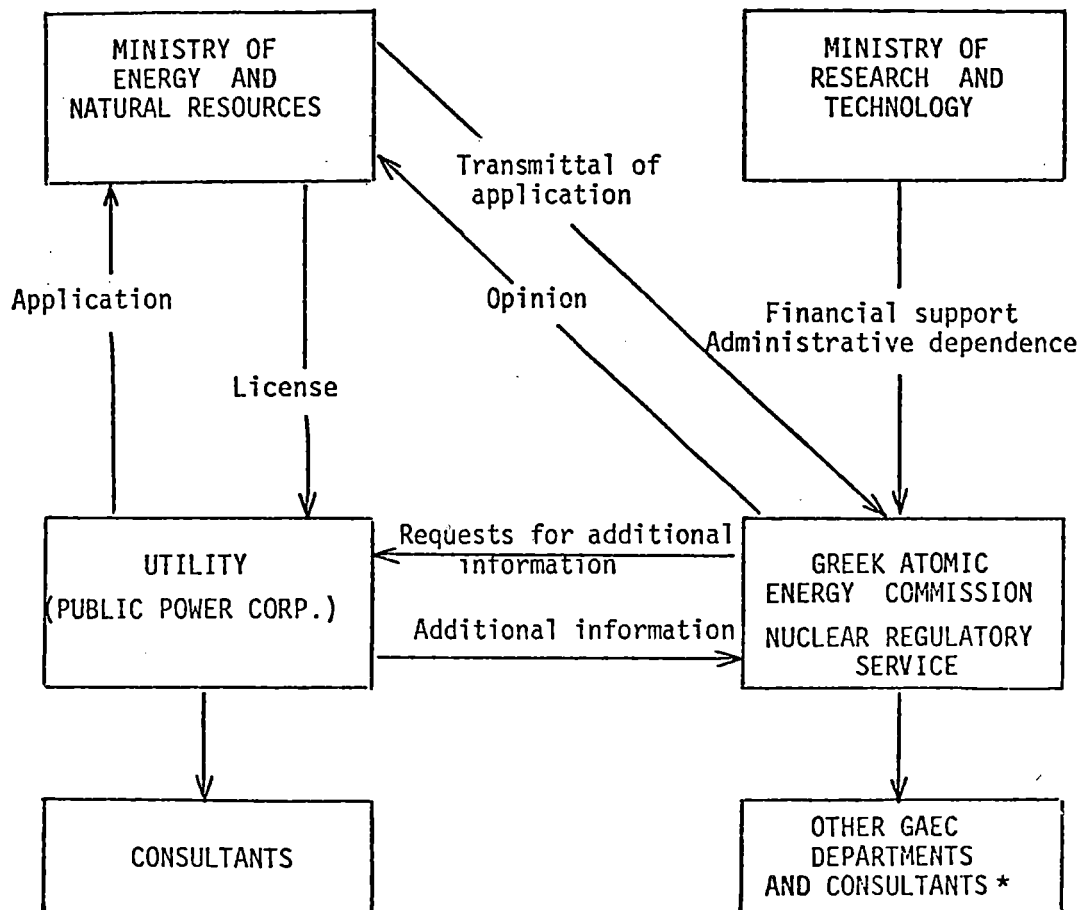 MINISTRY OF
ENERGY AND
NATURAL RESOURCES
MINISTRY OF
RESEARCH AND
TECHNOLOGY
Transmittal of
application
Application
Opinion
Financial support
Administrative dependence
License
UTILITY
(PUBLIC POWER CORP.)
Requests for additional
information
Additional information
GREEK ATOMIC
ENERGY COMMISSION
NUCLEAR REGULATORY
SERVICE
CONSULTANTS
OTHER GAEC
DEPARTMENTS
AND CONSULTANTS *